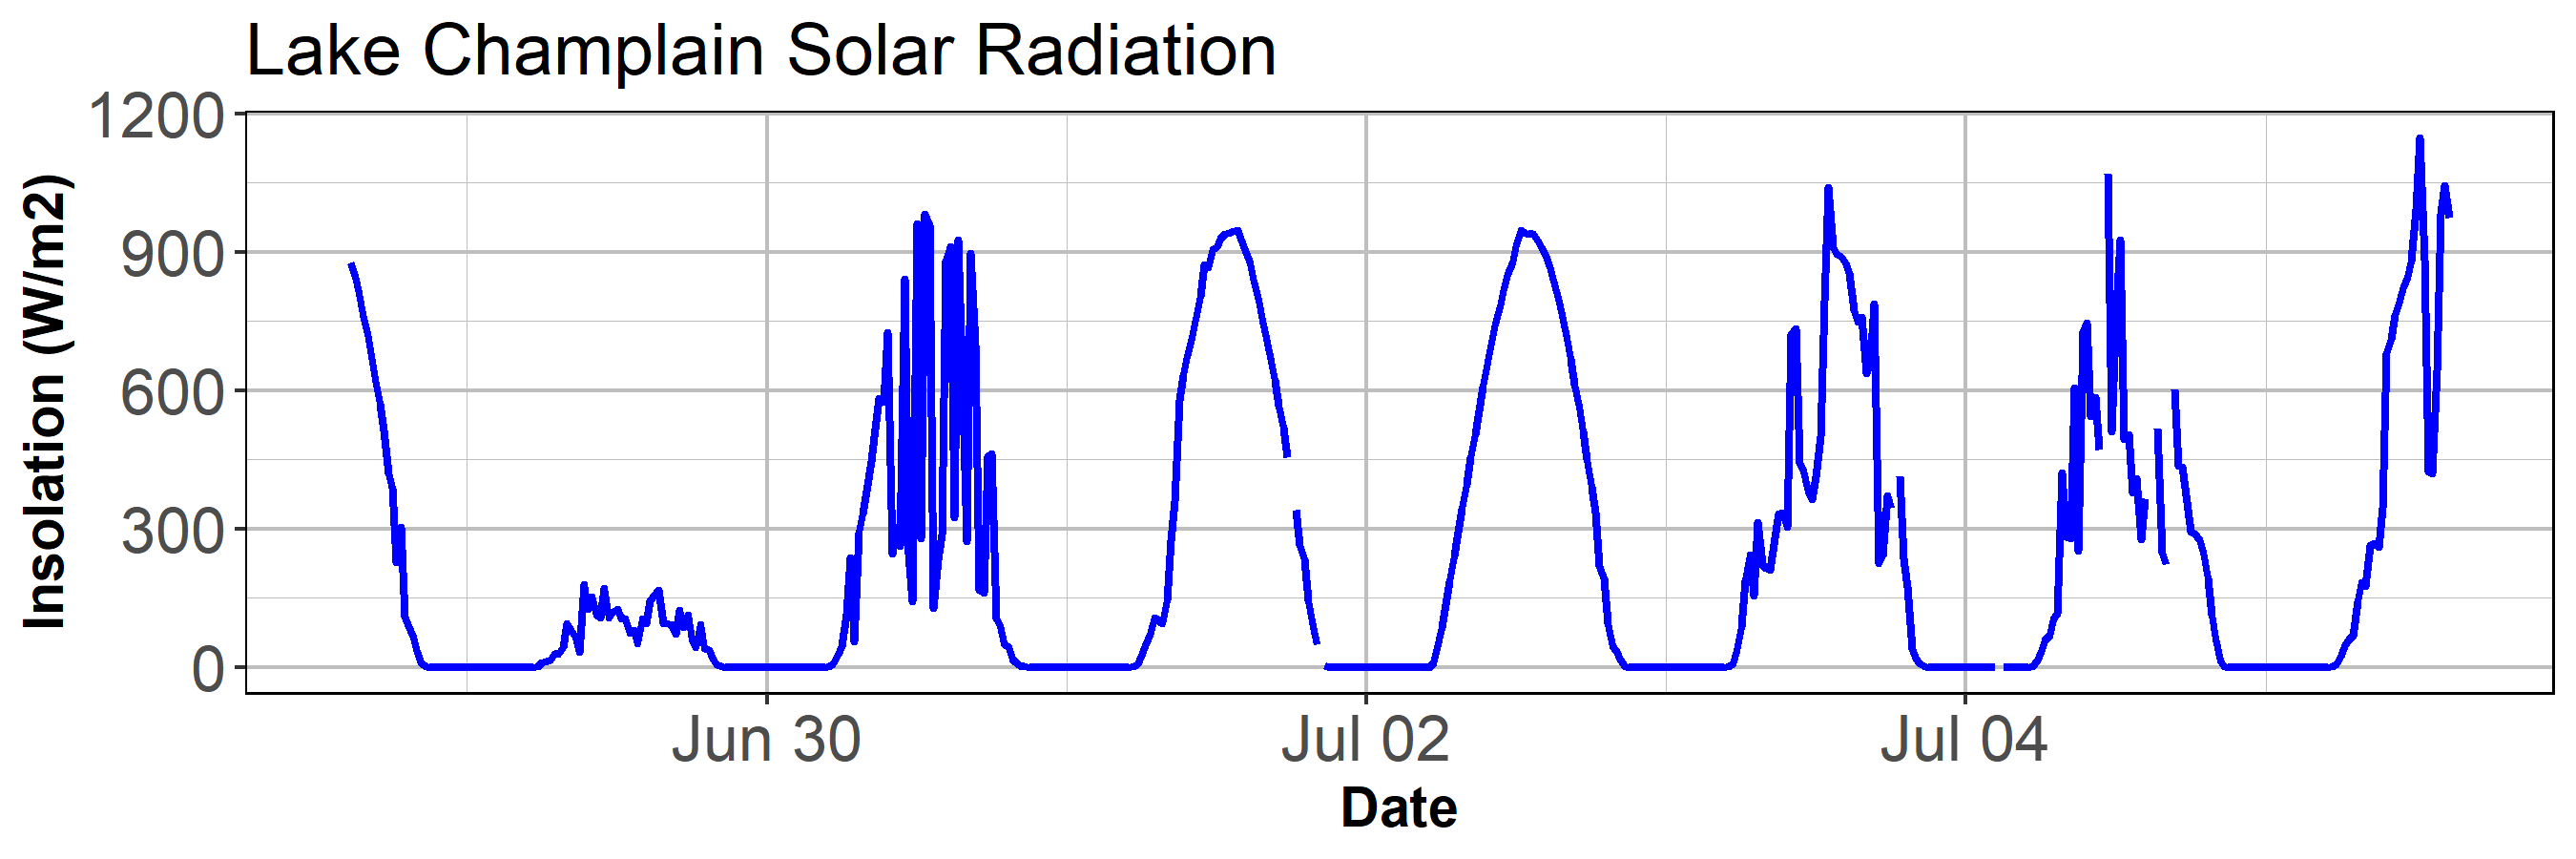 Lake Champlain Solar Radiation
Insolation (W/m2)
1200
900
600
300
0
Jun 30
Jul 02
Jul 04
Date